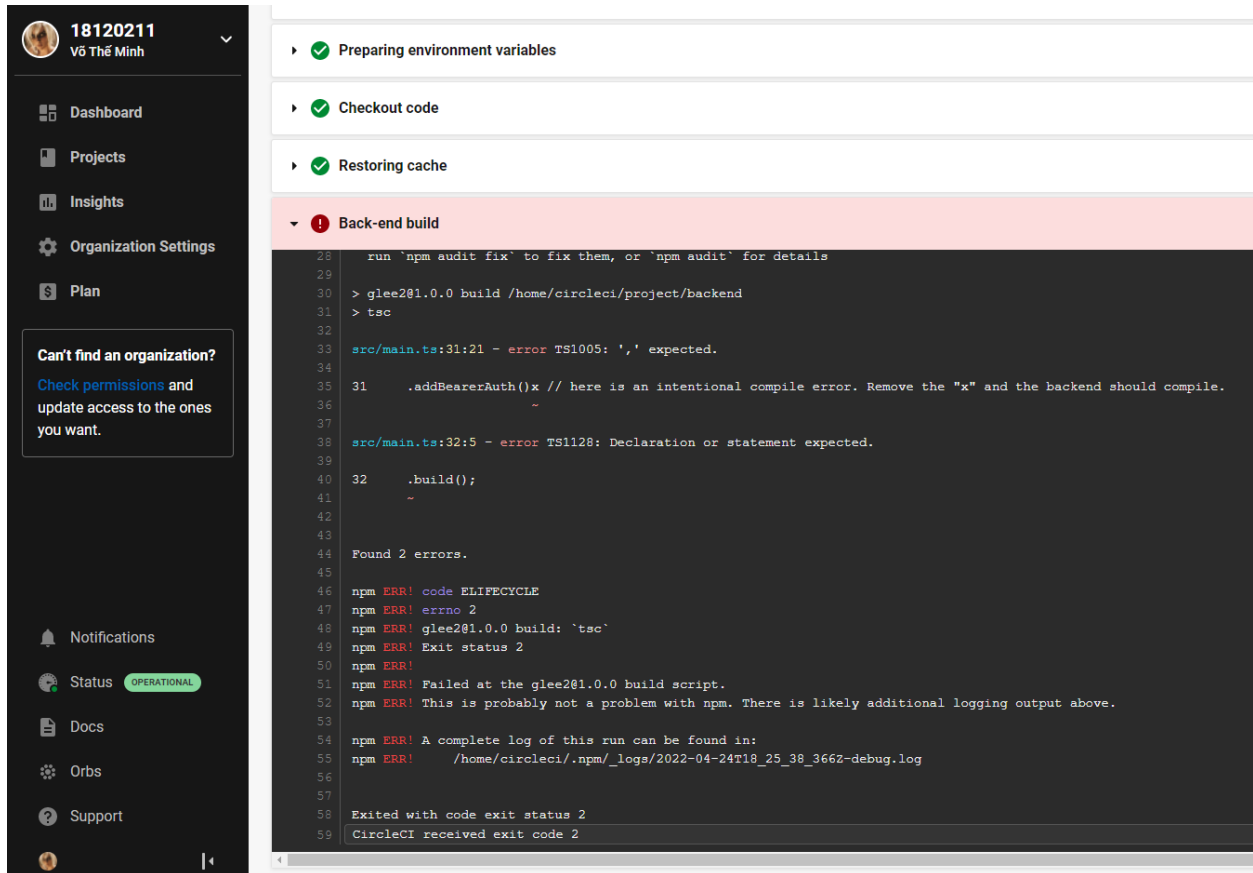 18120211
Võ Thế Minh
Dashboard
Projects
Insights
Organization Settings
Plan
Can't find an organization?
Check permissions and
update access to the ones
you want.
Notifications
Status OPERATIONAL
Docs
Orbs
Support
Preparing environment variables
Checkout code
Restoring cache
Back-end build
28 run `npm audit fix` to fix them, or `npm audit` for details
29
30 > glee2@1.0.0 build /home/circleci/project/backend
31 > tsc
32
33 src/main.ts:31:21 - error TS1005: ',' expected.
34
35 31 .addBearerAuth()x // here is an intentional compile error. Remove the "x" and the backend should compile.
36 ~
37
38 src/main.ts:32:5 - error TS1128: Declaration or statement expected.
39
40 32 .build();
41 ~
42
43
44 Found 2 errors.
45
46 npm ERR! code ELIFECYCLE
47 npm ERR! errno 2
48 npm ERR! glee2@1.0.0 build: `tsc`
49 npm ERR! Exit status 2
50 npm ERR!
51 npm ERR! Failed at the glee2@1.0.0 build script.
52 npm ERR! This is probably not a problem with npm. There is likely additional logging output above.
53
54 npm ERR! A complete log of this run can be found in:
55 npm ERR! /home/circleci/.npm/_logs/2022-04-24T18_25_38_366Z-debug.log
56
57
58 Exited with code exit status 2
59 CircleCI received exit code 2